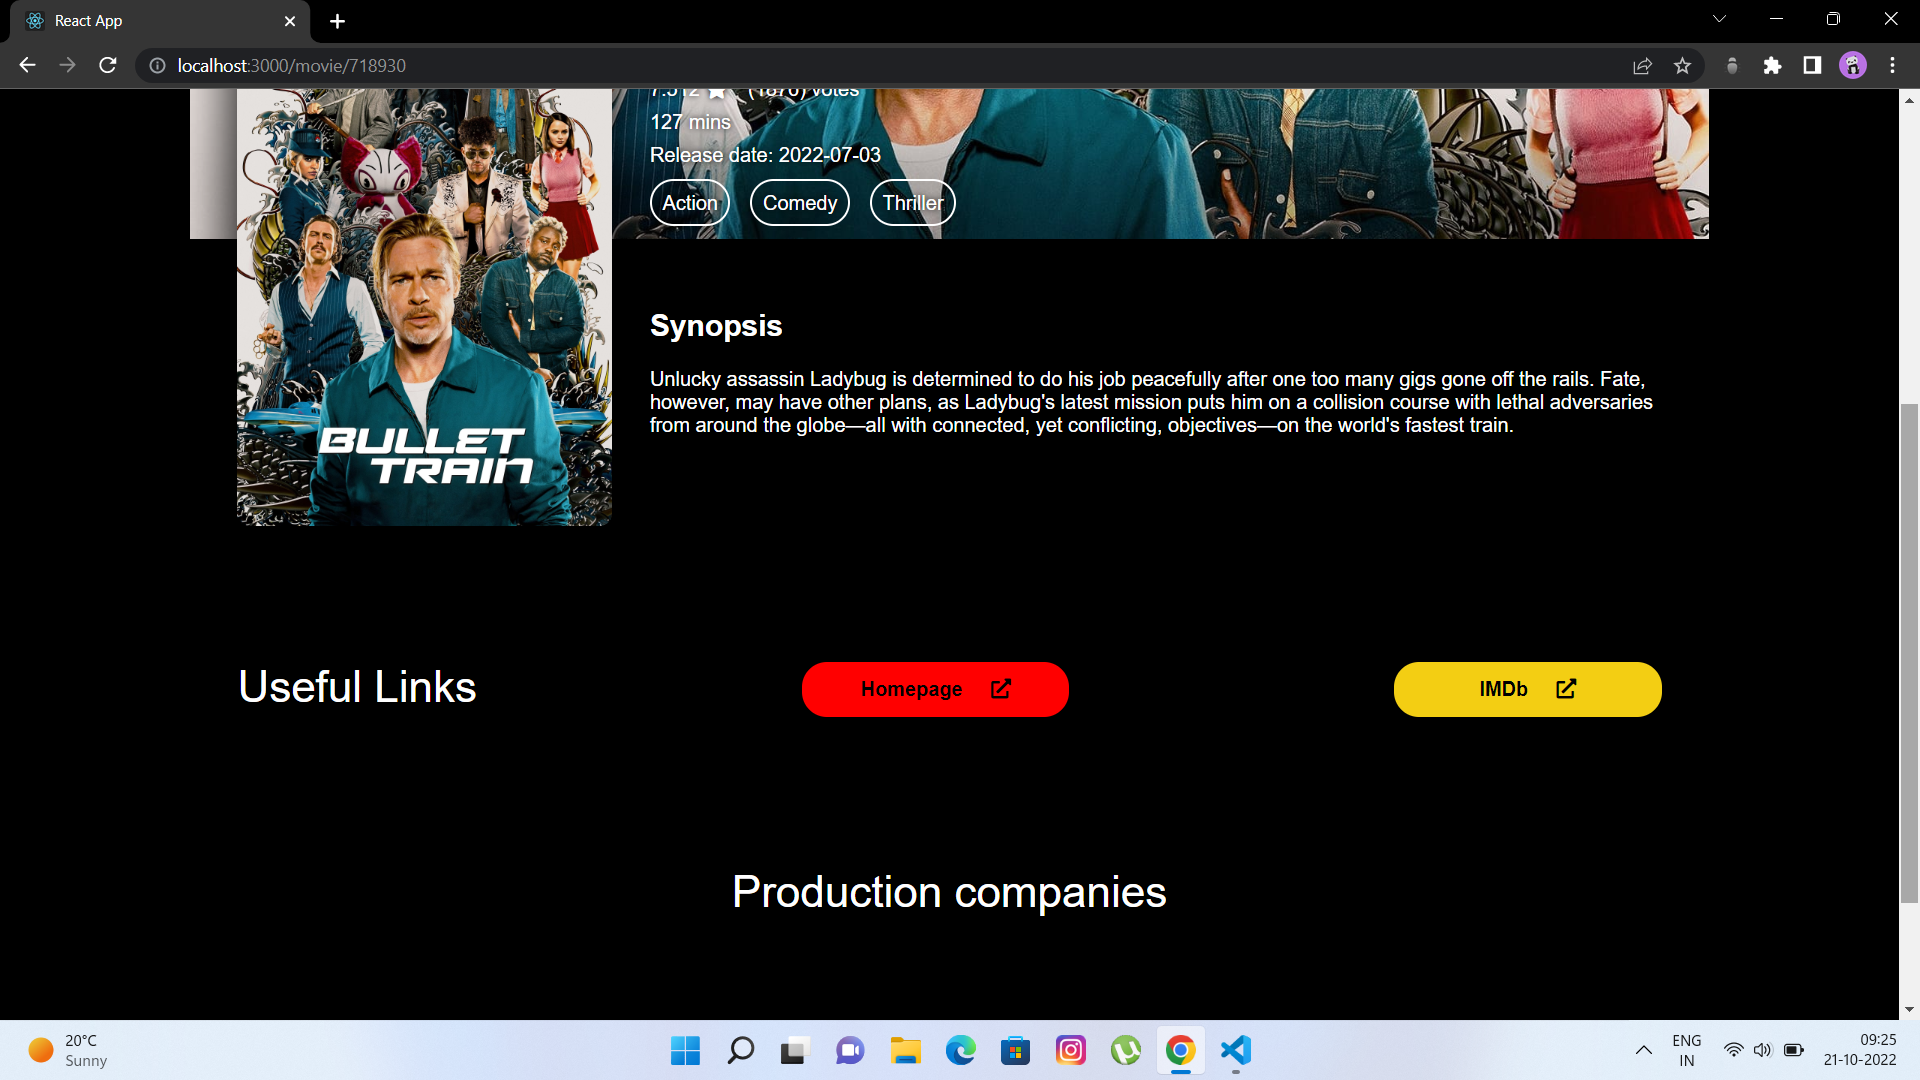 React App
localhost:3000/movie/718930
127 mins
Release date: 2022-07-03
Action Comedy Thriller
BULLET
TRAIN
Synopsis
Unlucky assassin Ladybug is determined to do his job peacefully after one too many gigs gone off the rails. Fate,
however, may have other plans, as Ladybug's latest mission puts him on a collision course with lethal adversaries
from around the globe—all with connected, yet conflicting, objectives—on the world's fastest train.
Useful Links
Homepage
IMDb
Production companies
20°C
Sunny
ENG
IN
09:25
21-10-2022